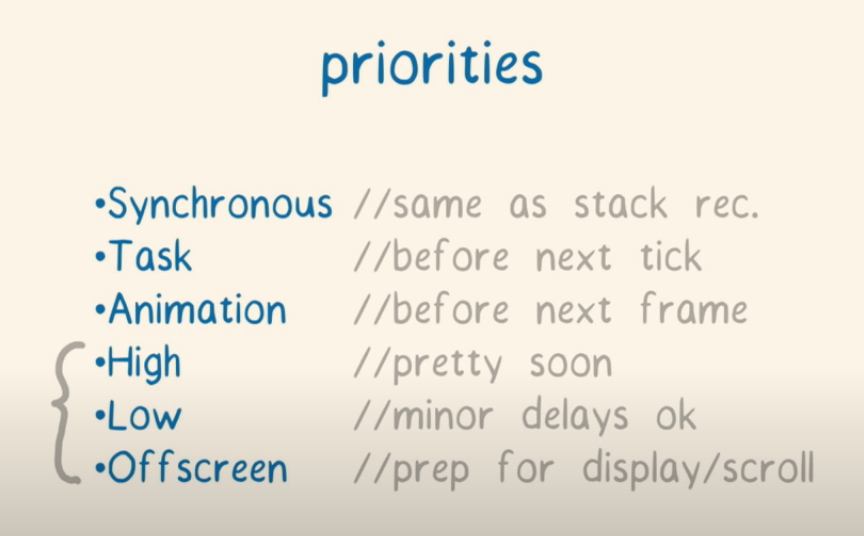 priorities
•Synchronous //same as stack rec.
•Task //before next tick
•Animation //before next frame
•High //pretty soon
•Low //minor delays ok
•Offscreen //prep for display/scroll